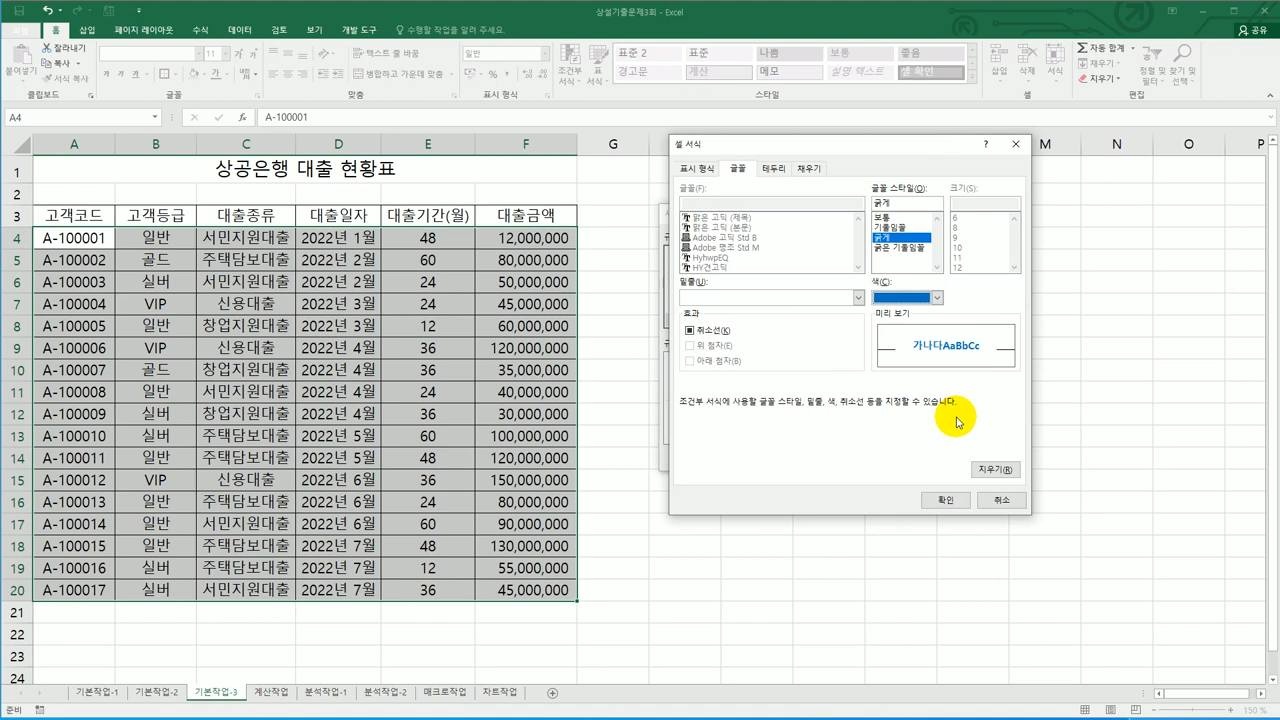 상설기출문제3회 - Excel
홈 삽입 페이지 레이아웃 수식 데이터 검토 보기 개발 도구 수행할 작업을 알려 주세요. 공유
붙여넣기 잘라내기 복사 서식 복사 클립보드
11 가 가 가 가 가 글꼴
텍스트 줄 바꿈 병합하고 가운데 맞춤 맞춤
일반 표시 형식
조건부 서식 표 서식
표준 2 표준 나쁨 보통 좋음
경고문 계산 메모 설명 텍스트 셀 확인
스타일
삽입 삭제 서식 셀
자동 합계 채우기 지우기 정렬 및 필터 찾기 및 선택 편집
A4 fx A-100001
A B C D E F G M N O P
1 상공은행 대출 현황표
2
3 고객코드 고객등급 대출종류 대출일자 대출기간(월) 대출금액
4 A-100001 일반 서민지원대출 2022년 1월 48 12,000,000
5 A-100002 골드 주택담보대출 2022년 2월 60 80,000,000
6 A-100003 실버 서민지원대출 2022년 2월 24 50,000,000
7 A-100004 VIP 신용대출 2022년 3월 24 45,000,000
8 A-100005 일반 창업지원대출 2022년 3월 12 60,000,000
9 A-100006 VIP 신용대출 2022년 4월 36 120,000,000
10 A-100007 골드 창업지원대출 2022년 4월 36 35,000,000
11 A-100008 일반 서민지원대출 2022년 4월 24 40,000,000
12 A-100009 실버 창업지원대출 2022년 4월 36 30,000,000
13 A-100010 실버 주택담보대출 2022년 5월 60 100,000,000
14 A-100011 일반 주택담보대출 2022년 5월 48 120,000,000
15 A-100012 VIP 신용대출 2022년 6월 36 150,000,000
16 A-100013 일반 주택담보대출 2022년 6월 24 80,000,000
17 A-100014 일반 서민지원대출 2022년 6월 60 90,000,000
18 A-100015 일반 주택담보대출 2022년 7월 48 130,000,000
19 A-100016 실버 주택담보대출 2022년 7월 12 55,000,000
20 A-100017 실버 서민지원대출 2022년 7월 36 45,000,000
21
22
23
24
셀 서식 ?
표시 형식 글꼴 테두리 채우기
글꼴(F): 글꼴 스타일(O): 크기(S):
굵게
맑은 고딕 (제목) 보통 6
맑은 고딕 (본문) 기울임꼴 8
Adobe 고딕 Std B 굵게 9
Adobe 명조 Std M 굵은 기울임꼴 10
HyhwpEQ 11
HY견고딕 12
밑줄(U): 색(C):
효과 미리 보기
취소선(K)
위 첨자(E) 가나다AaBbCc
아래 첨자(B)
조건부 서식에 사용할 글꼴 스타일, 밑줄, 색, 취소선 등을 지정할 수 있습니다.
지우기(R)
확인 취소
기본작업-1 기본작업-2 기본작업-3 계산작업 분석작업-1 분석작업-2 매크로작업 차트작업
준비 150 %